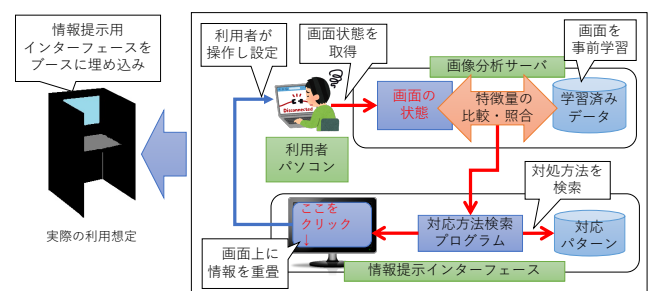 情報提示用
インターフェースを
ブースに埋め込み
実際の利用想定
利用者が
操作し設定
画面状態を
取得
画像分析サーバ
画面を
事前学習
Disconnected
画面の
状態
特徴量の
比較・照合
学習済み
データ
利用者
パソコン
対処方法を
検索
ここを
クリック
↓
対応方法検索
プログラム
対応
パターン
画面上に
情報を重畳
情報提示インターフェース